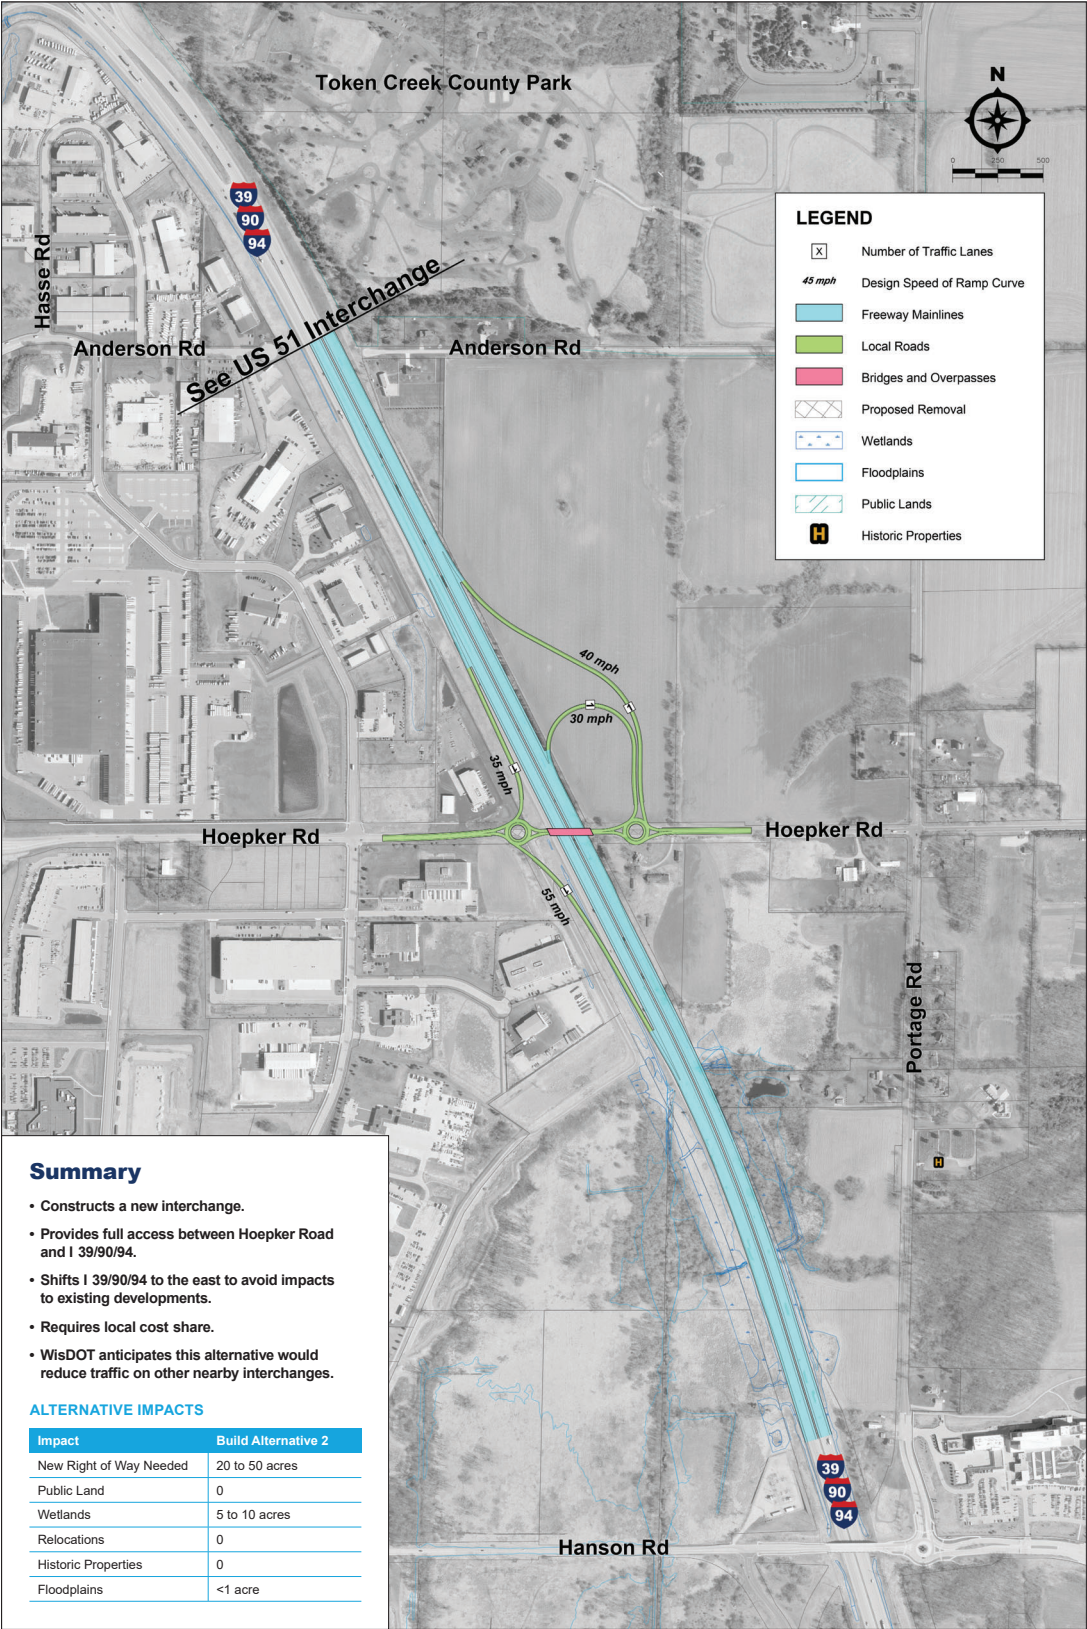 Token Creek County Park
N
0 250 500
39
90
94
Hasse Rd
See US 51 Interchange
Anderson Rd
Anderson Rd
LEGEND
X Number of Traffic Lanes
45 mph Design Speed of Ramp Curve
Freeway Mainlines
Local Roads
Bridges and Overpasses
Proposed Removal
Wetlands
Floodplains
Public Lands
H Historic Properties
40 mph
1
1
30 mph
35 mph
1
Hoepker Rd
Hoepker Rd
1
55 mph
Portage Rd
H
Summary
• Constructs a new interchange.
• Provides full access between Hoepker Road
and I 39/90/94.
• Shifts I 39/90/94 to the east to avoid impacts
to existing developments.
• Requires local cost share.
• WisDOT anticipates this alternative would
reduce traffic on other nearby interchanges.
ALTERNATIVE IMPACTS
Impact Build Alternative 2
New Right of Way Needed 20 to 50 acres
Public Land 0
Wetlands 5 to 10 acres
Relocations 0
Historic Properties 0
Floodplains <1 acre
39
90
94
Hanson Rd